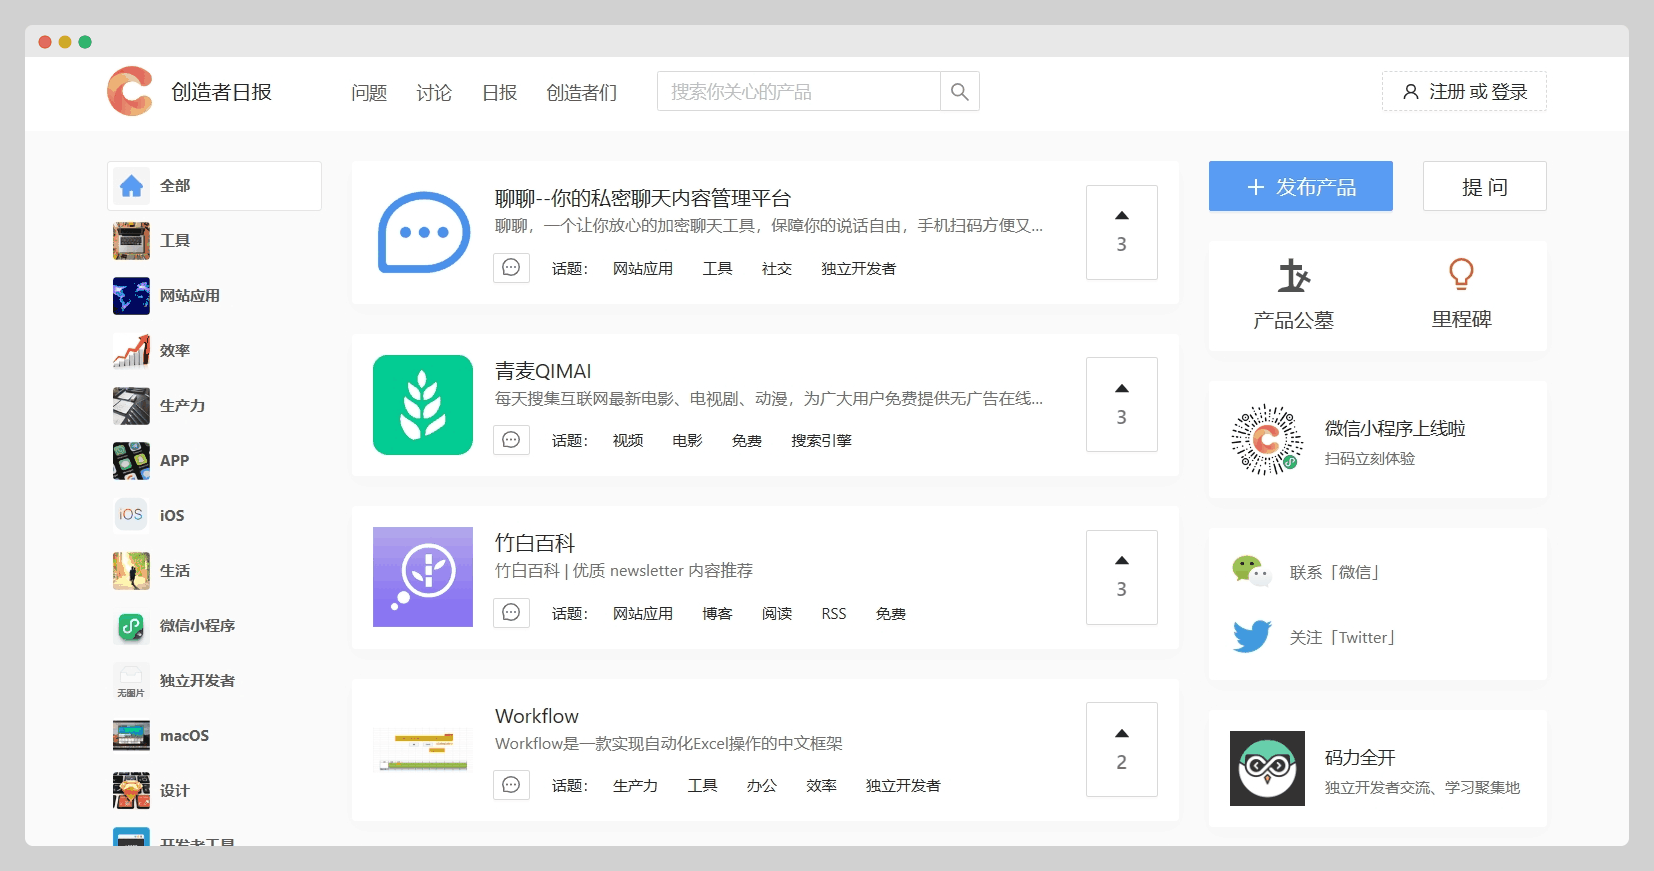 创造者日报
问题 讨论 日报 创造者们
搜索你关心的产品
注册 或 登录
全部
工具
网站应用
效率
生产力
APP
iOS
iOS
生活
微信小程序
无图片
独立开发者
macOS
设计
开发者工具
聊聊--你的私密聊天内容管理平台
聊聊，一个让你放心的加密聊天工具，保障你的说话自由，手机扫码方便又...
话题： 网站应用 工具 社交 独立开发者
3
青麦QIMAI
每天搜集互联网最新电影、电视剧、动漫，为广大用户免费提供无广告在线...
话题： 视频 电影 免费 搜索引擎
3
竹白百科
竹白百科 | 优质 newsletter 内容推荐
话题： 网站应用 博客 阅读 RSS 免费
3
Workflow
Workflow是一款实现自动化Excel操作的中文框架
话题： 生产力 工具 办公 效率 独立开发者
2
发布产品
提 问
产品公墓
里程碑
微信小程序上线啦
扫码立刻体验
联系「微信」
关注「Twitter」
码力全开
独立开发者交流、学习聚集地